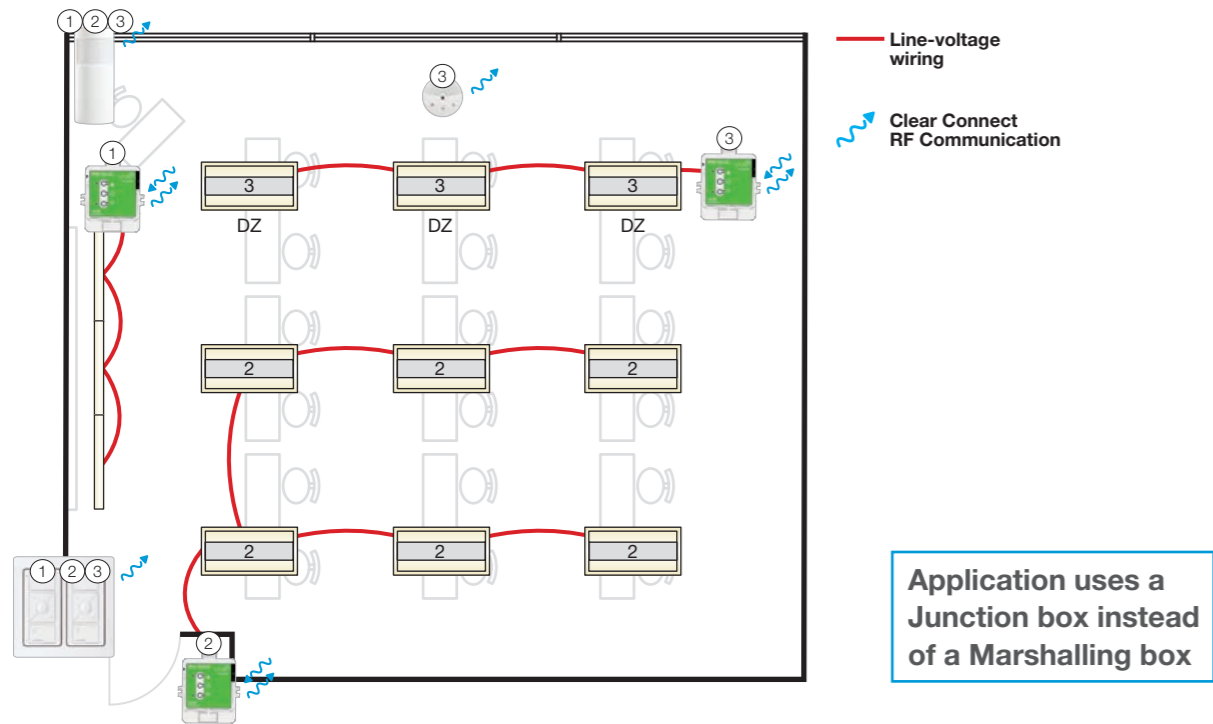 1 2 3
Line-voltage
wiring
Clear Connect
RF Communication
3
3
1
3 3 3
DZ DZ DZ
2 2 2
2 2 2
1 2 3
2
Application uses a
Junction box instead
of a Marshalling box